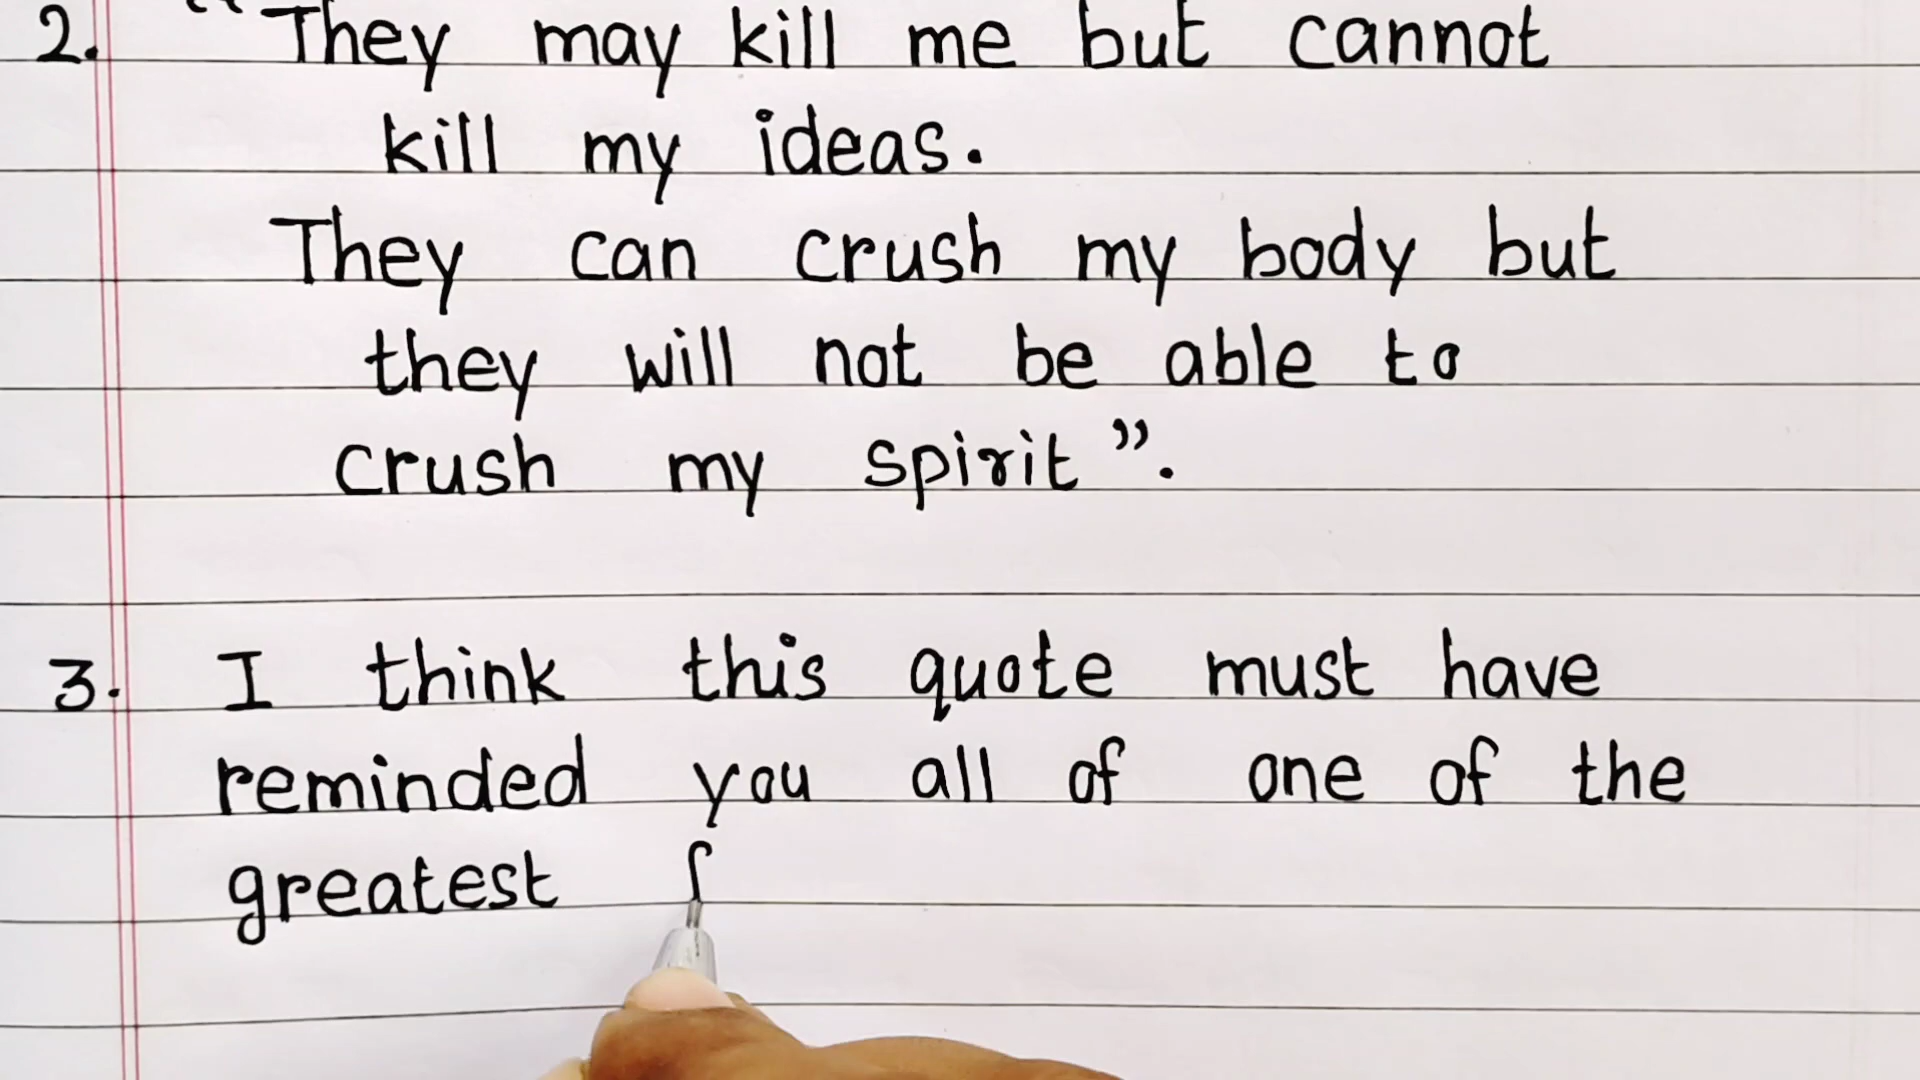 2. “They may kill me but cannot
kill my ideas.
They can crush my body but
they will not be able to
crush my spirit”.
3. I think this quote must have
reminded you all of one of the
greatest f